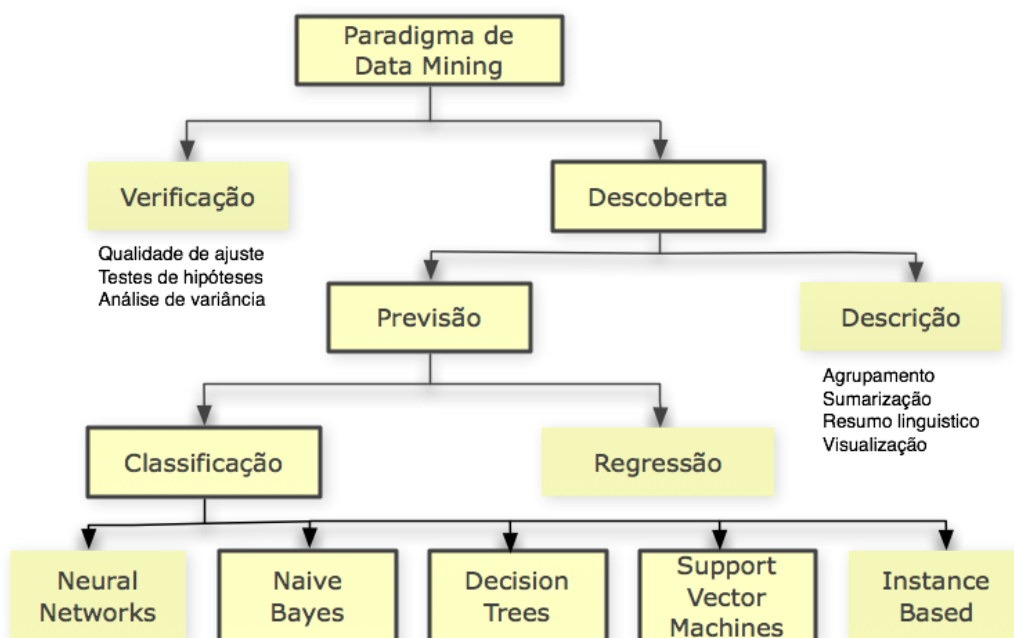 Paradigma de
Data Mining
Verificação
Descoberta
Qualidade de ajuste
Testes de hipóteses
Análise de variância
Previsão
Descrição
Agrupamento
Sumarização
Resumo linguistico
Visualização
Classificação
Regressão
Neural
Networks
Naive
Bayes
Decision
Trees
Support
Vector
Machines
Instance
Based